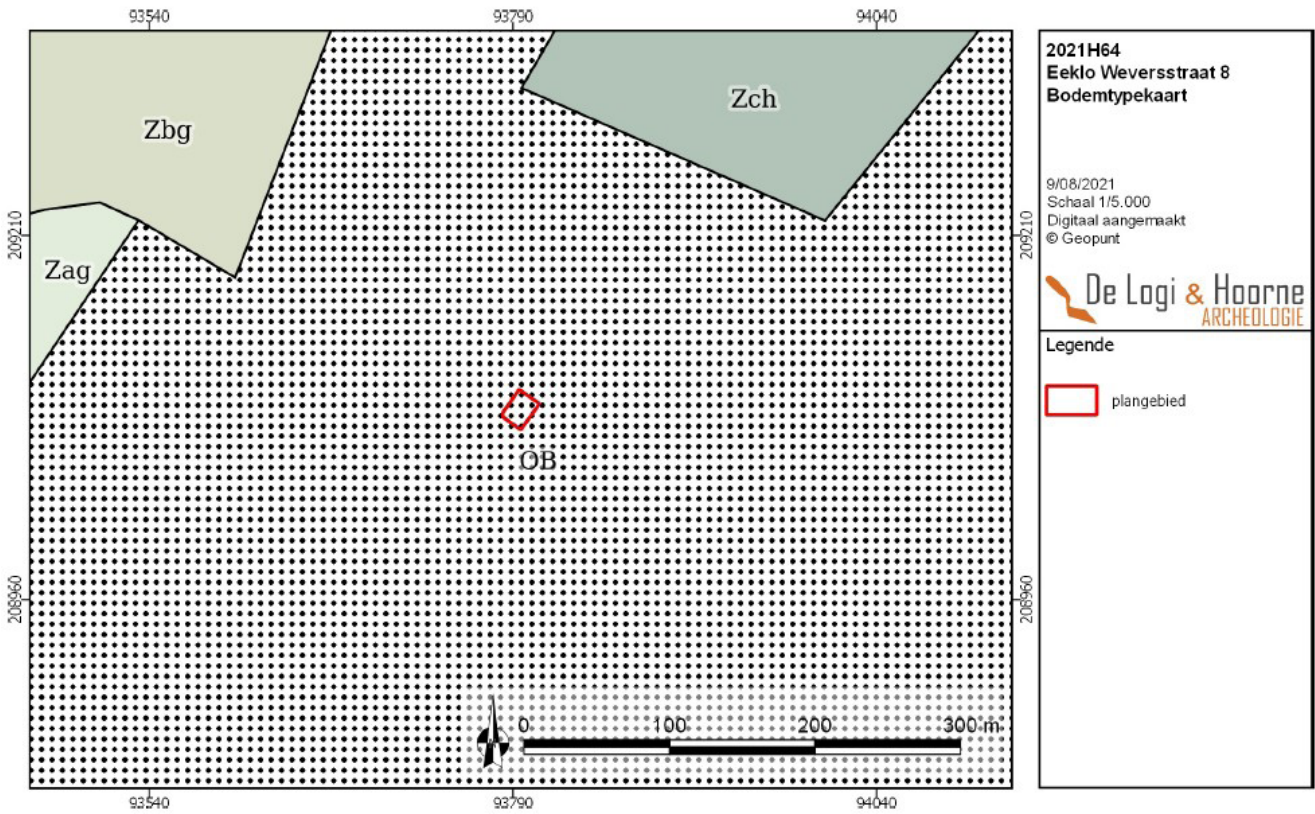 93540 93790 94040
Zbg
Zch
Zag
209210 209210
OB
208960 208960
0 100 200 300 m
93540 93790 94040
2021H64
Eeklo Weversstraat 8
Bodemtypekaart
9/08/2021
Schaal 1/5.000
Digitaal aangemaakt
© Geopunt
De Logi & Hoorne
ARCHEOLOGIE
Legende
plangebied